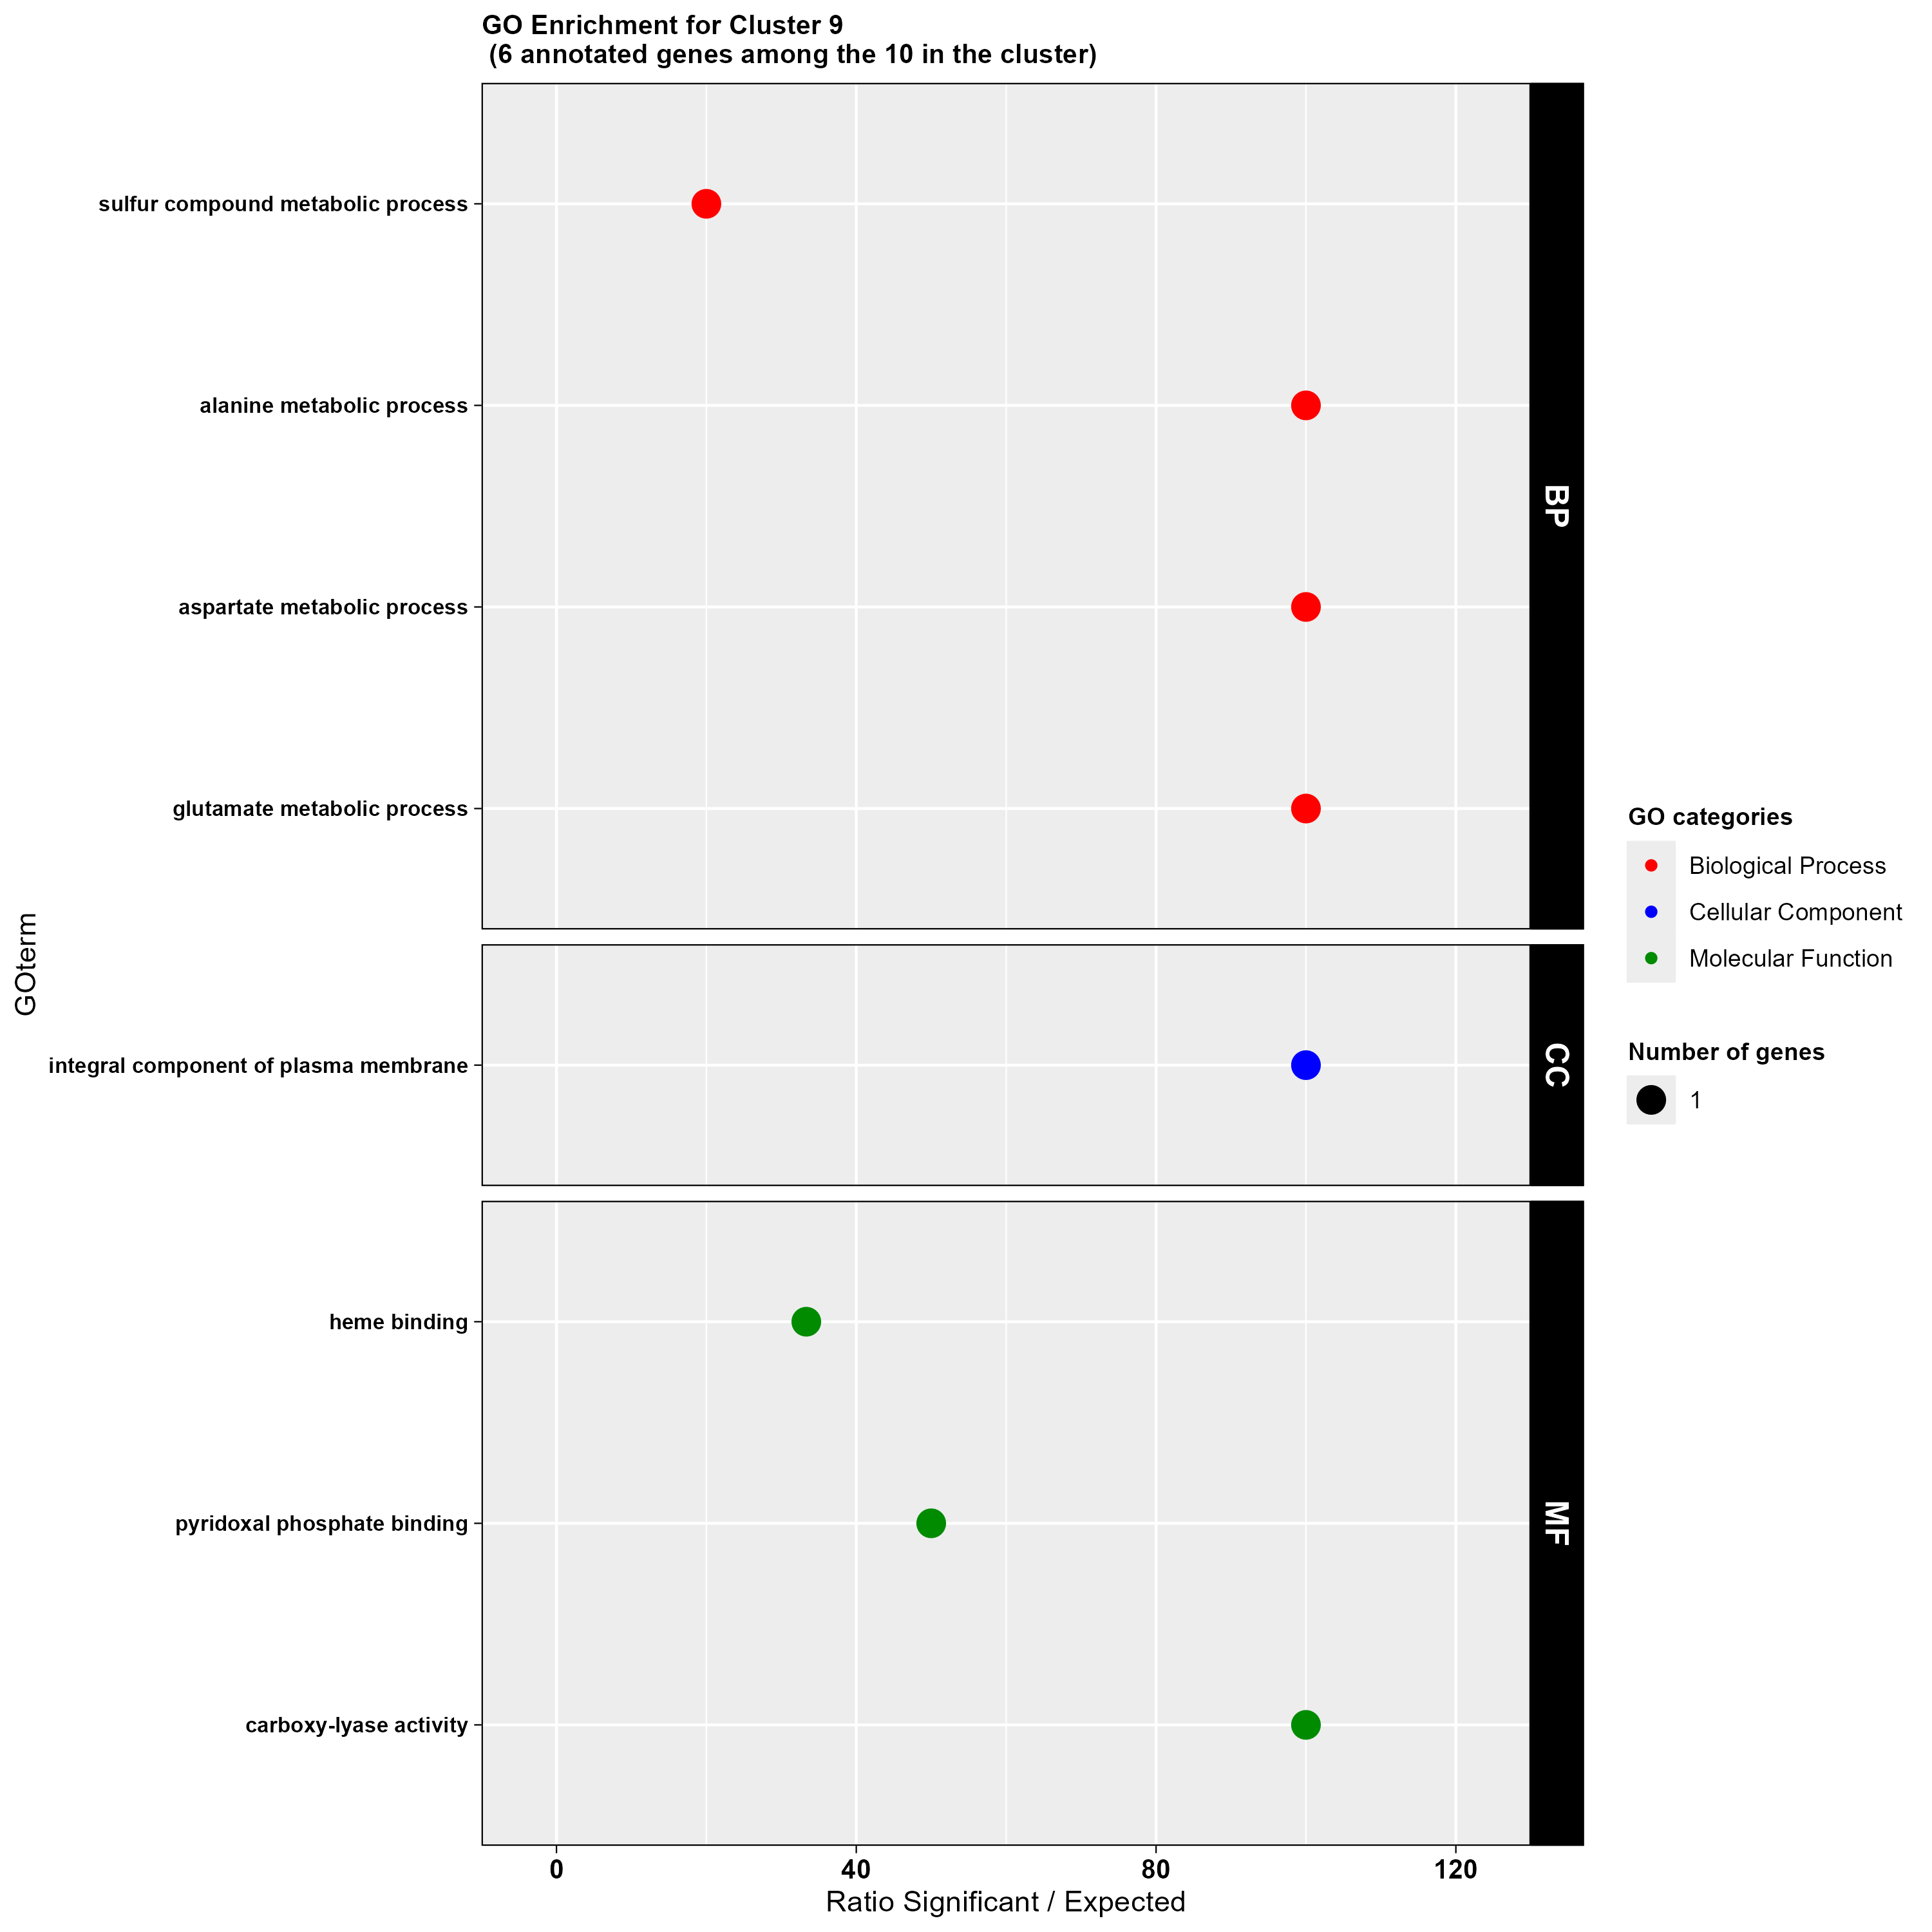 GO Enrichment for Cluster 9
(6 annotated genes among the 10 in the cluster)
GOterm
sulfur compound metabolic process
alanine metabolic process
aspartate metabolic process
glutamate metabolic process
BP
integral component of plasma membrane
CC
heme binding
pyridoxal phosphate binding
carboxy-lyase activity
MF
0 40 80 120
Ratio Significant / Expected
GO categories
Biological Process
Cellular Component
Molecular Function
Number of genes
1